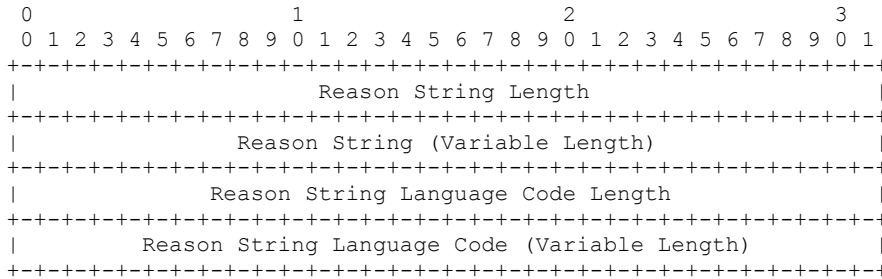 0                   1                   2                   3
 0 1 2 3 4 5 6 7 8 9 0 1 2 3 4 5 6 7 8 9 0 1 2 3 4 5 6 7 8 9 0 1
+-+-+-+-+-+-+-+-+-+-+-+-+-+-+-+-+-+-+-+-+-+-+-+-+-+-+-+-+-+-+-+-+
|                     Reason String Length                      |
+-+-+-+-+-+-+-+-+-+-+-+-+-+-+-+-+-+-+-+-+-+-+-+-+-+-+-+-+-+-+-+-+
|                Reason String (Variable Length)                |
+-+-+-+-+-+-+-+-+-+-+-+-+-+-+-+-+-+-+-+-+-+-+-+-+-+-+-+-+-+-+-+-+
|              Reason String Language Code Length               |
+-+-+-+-+-+-+-+-+-+-+-+-+-+-+-+-+-+-+-+-+-+-+-+-+-+-+-+-+-+-+-+-+
|         Reason String Language Code (Variable Length)         |
+-+-+-+-+-+-+-+-+-+-+-+-+-+-+-+-+-+-+-+-+-+-+-+-+-+-+-+-+-+-+-+-+